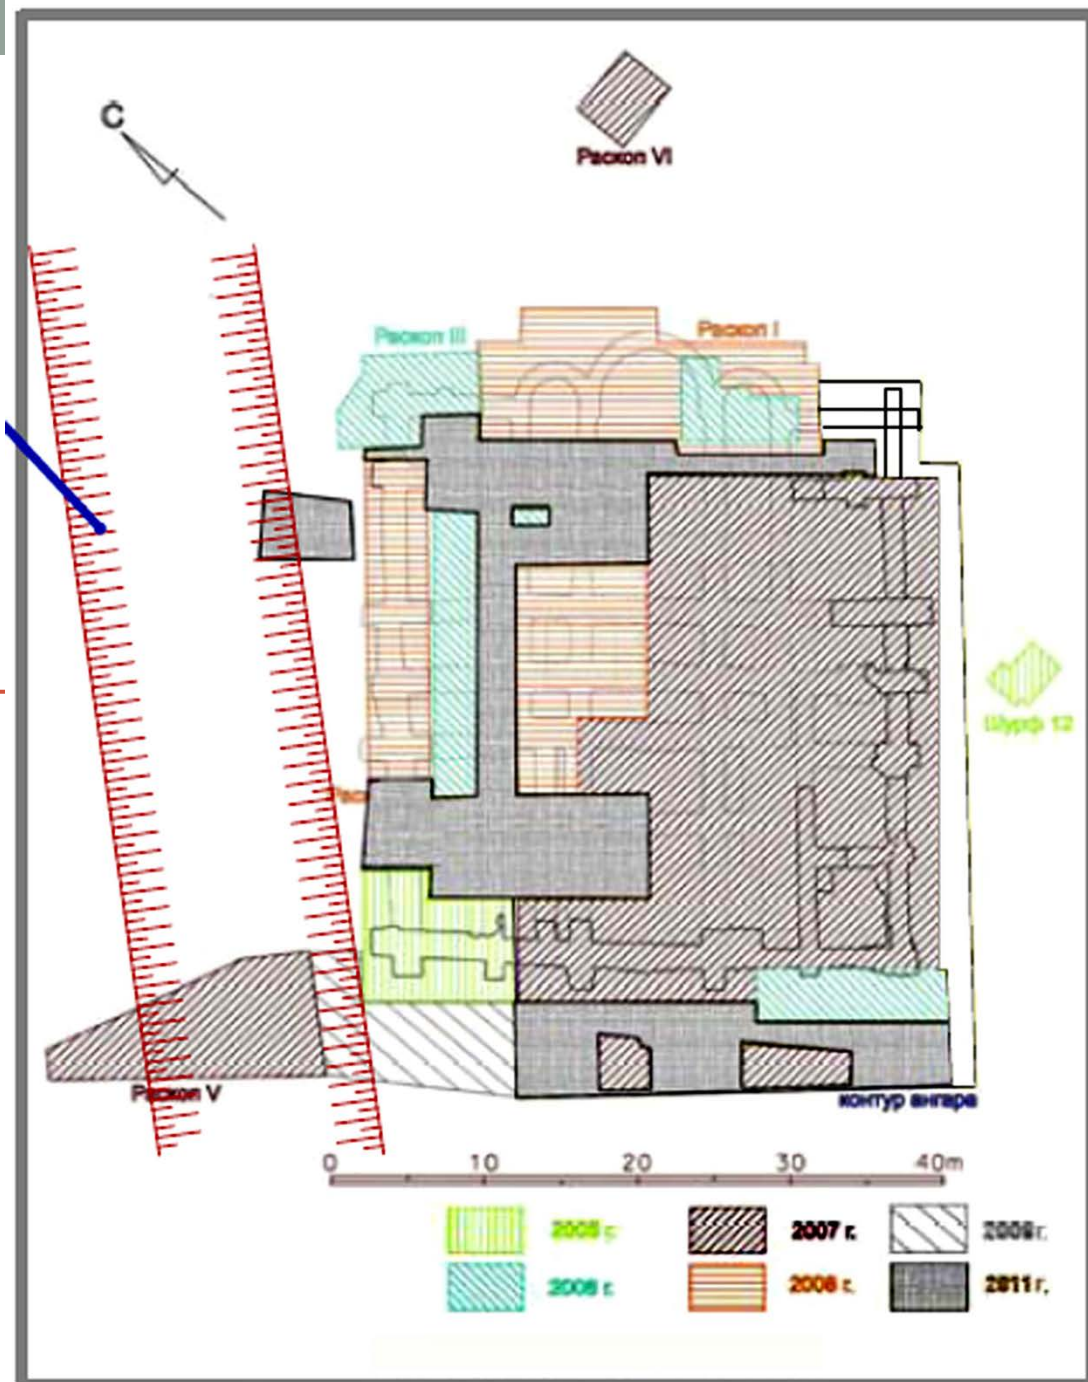 С
Раскоп VI
Раскоп III
Раскоп I
Шурф 12
Раскоп V
контур ангара
0 10 20 30 40m
2007 г.
2011 г.